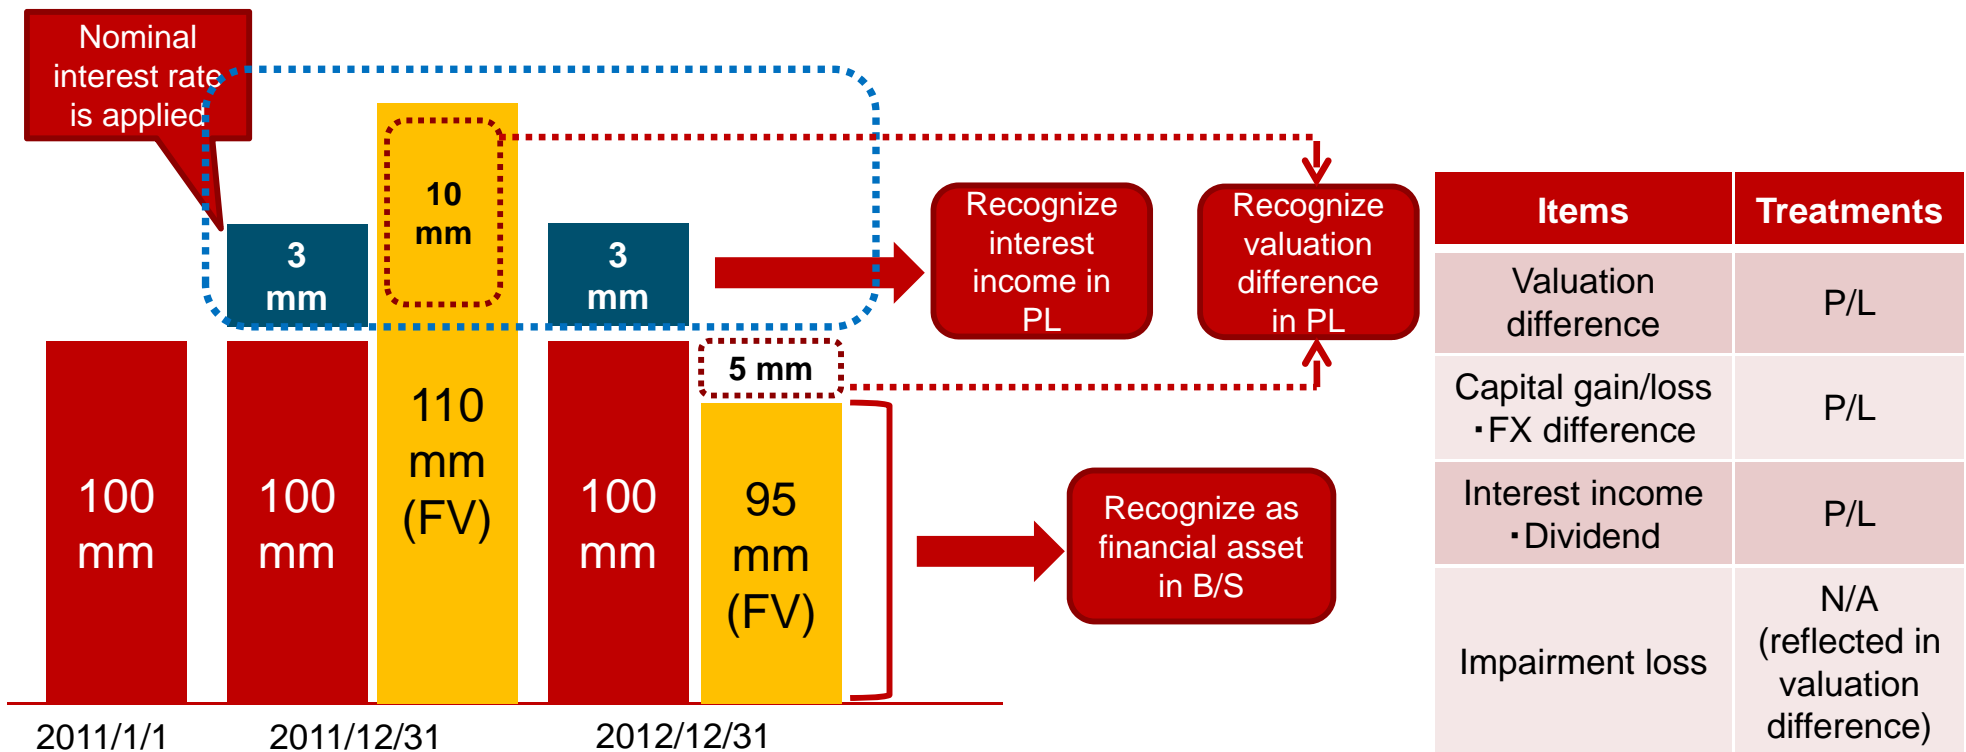 Nominal
interest rate
is applied
10
mm
3
mm
3
mm
5 mm
100
mm
100
mm
110
mm
(FV)
100
mm
95
mm
(FV)
2011/1/1
2011/12/31
2012/12/31
Recognize
interest
income in
PL
Recognize
valuation
difference
in PL
Recognize as
financial asset
in B/S
Items Treatments
Valuation
difference
P/L
Capital gain/loss
・FX difference
P/L
Interest income
・Dividend
P/L
Impairment loss
N/A
(reflected in
valuation
difference)